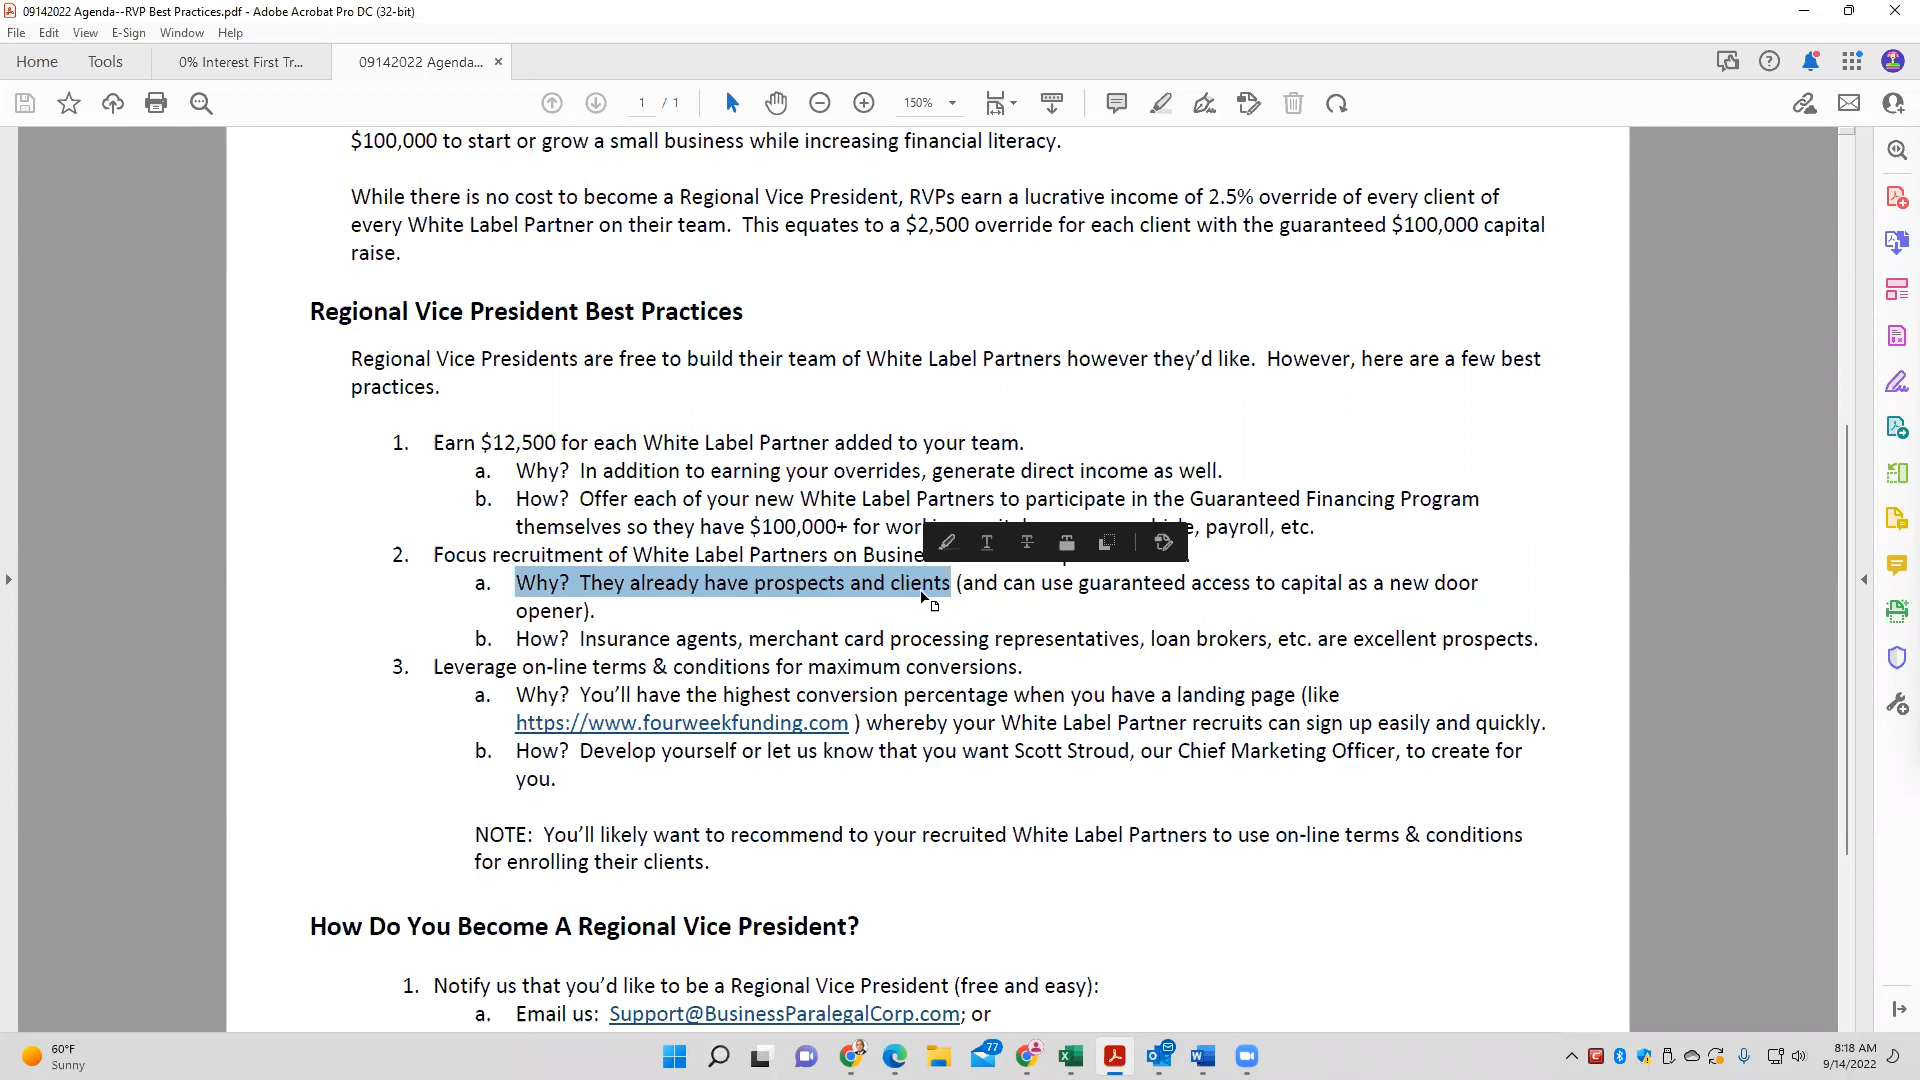 09142022 Agenda--RVP Best Practices.pdf - Adobe Acrobat Pro DC (32-bit)
File Edit View E-Sign Window Help
Home Tools 0% Interest First Tr... 09142022 Agenda...
1 / 1 150%
$100,000 to start or grow a small business while increasing financial literacy.
While there is no cost to become a Regional Vice President, RVPs earn a lucrative income of 2.5% override of every client of
every White Label Partner on their team. This equates to a $2,500 override for each client with the guaranteed $100,000 capital
raise.
Regional Vice President Best Practices
Regional Vice Presidents are free to build their team of White Label Partners however they’d like. However, here are a few best
practices.
1. Earn $12,500 for each White Label Partner added to your team.
a. Why? In addition to earning your overrides, generate direct income as well.
b. How? Offer each of your new White Label Partners to participate in the Guaranteed Financing Program
themselves so they have $100,000+ for , payroll, etc.
2. Focus recruitment of White Label Partners on
a. Why? They already have prospects and clients (and can use guaranteed access to capital as a new door
opener).
b. How? Insurance agents, merchant card processing representatives, loan brokers, etc. are excellent prospects.
3. Leverage on-line terms & conditions for maximum conversions.
a. Why? You’ll have the highest conversion percentage when you have a landing page (like
https://www.fourweekfunding.com ) whereby your White Label Partner recruits can sign up easily and quickly.
b. How? Develop yourself or let us know that you want Scott Stroud, our Chief Marketing Officer, to create for
you.
NOTE: You’ll likely want to recommend to your recruited White Label Partners to use on-line terms & conditions
for enrolling their clients.
How Do You Become A Regional Vice President?
1. Notify us that you’d like to be a Regional Vice President (free and easy):
a. Email us: Support@BusinessParalegalCorp.com; or
60°F
Sunny
77
8:18 AM
9/14/2022